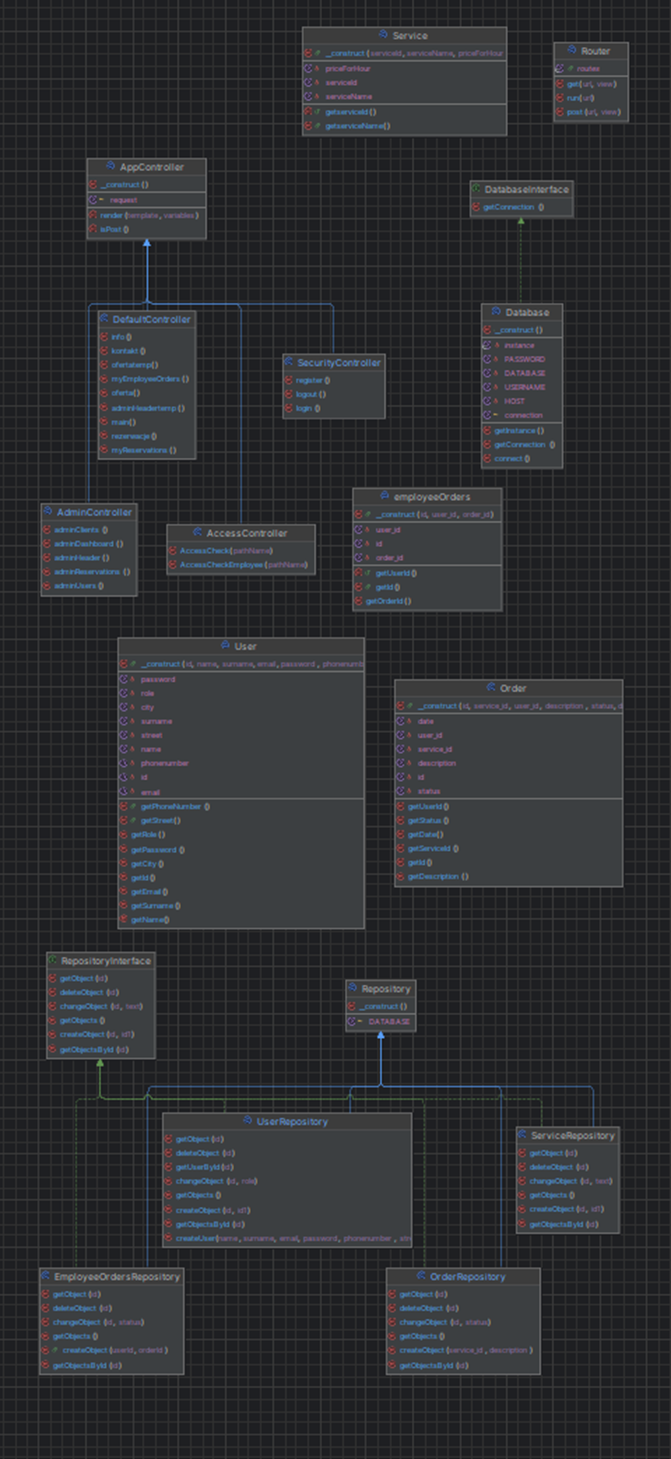 Service
__construct (serviceId, serviceName, priceForHour
priceForHour
serviceId
serviceName
getserviceId()
getserviceName()
Router
routes
get(url, view)
run(url)
post (url, view)
AppController
__construct ()
request
render (template, variables)
isPost ()
DatabaseInterface
getConnection ()
Database
__construct ()
instance
PASSWORD
DATABASE
USERNAME
HOST
connection
getInstance ()
getConnection ()
connect ()
DefaultController
info ()
kontakt ()
ofertatemp()
myEmployeeOrders ()
oferta()
adminHeadertemp ()
main()
rezerwacje ()
myReservations ()
SecurityController
register ()
logout ()
login ()
AdminController
adminClients ()
adminDashboard ()
adminHeader ()
adminReservations ()
adminUsers ()
AccessController
AccessCheck (pathName)
AccessCheckEmployee (pathName)
employeeOrders
__construct (id, user_id, order_id)
user_id
id
order_id
getUserId()
getId()
getOrderId()
User
__construct (id, name, surname, email, password , phonenumb
password
role
city
surname
street
name
phonenumber
id
email
getPhoneNumber ()
getStreet()
getRole ()
getPassword ()
getCity ()
getId()
getEmail ()
getSurname ()
getName()
Order
__construct (id, service_id, user_id, description , status, d
date
user_id
service_id
description
id
status
getUserId()
getStatus ()
getDate()
getServiceId ()
getId()
getDescription ()
RepositoryInterface
getObject (id)
deleteObject (id)
changeObject (id, text)
getObjects ()
createObject (id, id1)
getObjectsById (id)
Repository
__construct ()
DATABASE
UserRepository
getObject (id)
deleteObject (id)
getUserById (id)
changeObject (id, role)
getObjects ()
createObject (id, id1)
getObjectsById (id)
createUser(name, surname, email, password, phonenumber , str
ServiceRepository
getObject (id)
deleteObject (id)
changeObject (id, text)
getObjects ()
createObject (id, id1)
getObjectsById (id)
EmployeeOrdersRepository
getObject (id)
deleteObject (id)
changeObject (id, status)
getObjects ()
createObject (userId, orderId )
getObjectsById (id)
OrderRepository
getObject (id)
deleteObject (id)
changeObject (id, status)
getObjects ()
createObject (service_id , description )
getObjectsById (id)